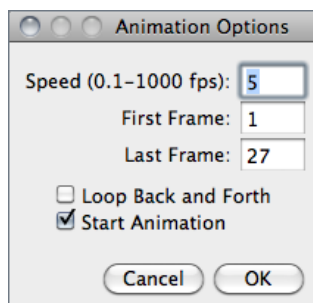 Animation Options
Speed (0.1–1000 fps): 5
First Frame: 1
Last Frame: 27
Loop Back and Forth
Start Animation
Cancel OK